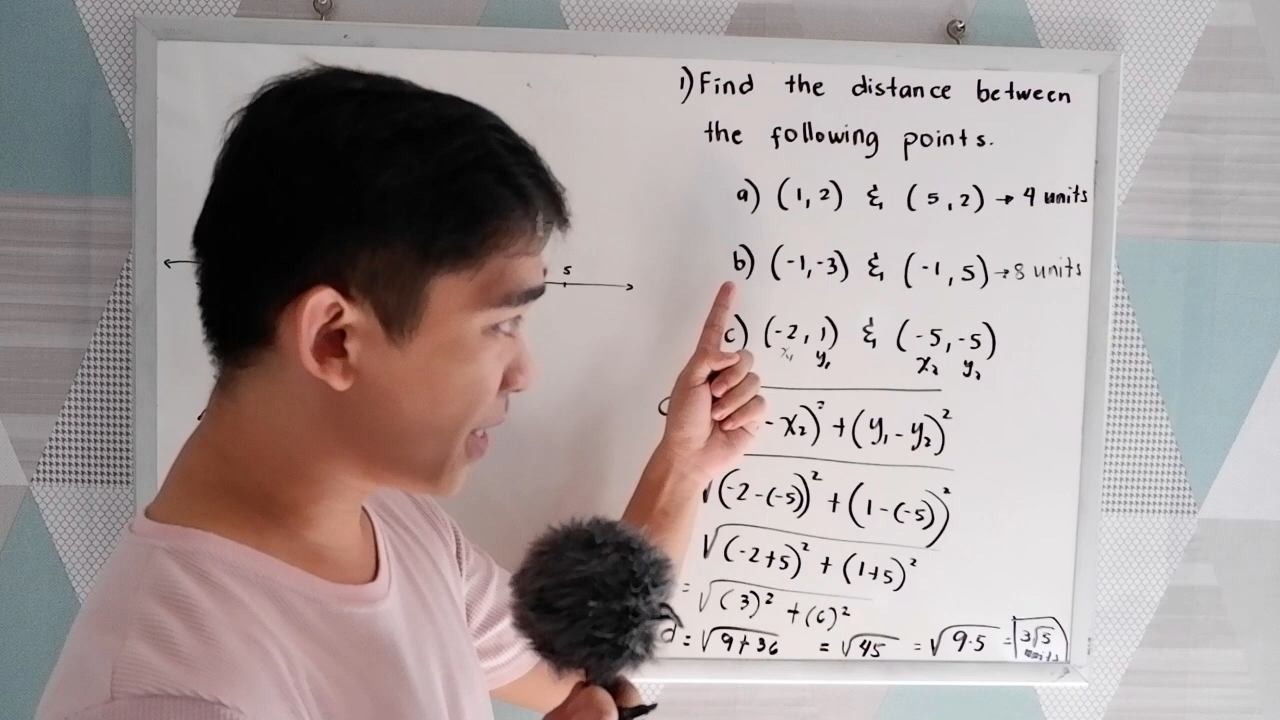 1) Find the distance between
the following points.
a) (1, 2) & (5, 2) → 4 units
b) (-1, -3) & (-1, 5) → 8 units
5
c) (-2, 1) & (-5, -5)
x₁ y₁ x₂ y₂
- x₂)² + (y₁ - y₂)²
√(-2-(-5))² + (1-(-5))²
√(-2+5)² + (1+5)²
= √(3)² + (6)²
d = √9+36 = √45 = √9·5 = 3√5 units